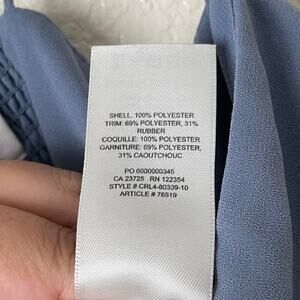 SHELL: 100% POLYESTER
TRIM: 69% POLYESTER, 31%
RUBBER
COQUILLE: 100% POLYESTER
GARNITURE: 69% POLYESTER,
31% CAOUTCHOUC
PO 6000000345
CA 23725 RN 122354
STYLE # CRL4-80339-10
ARTICLE # 76519